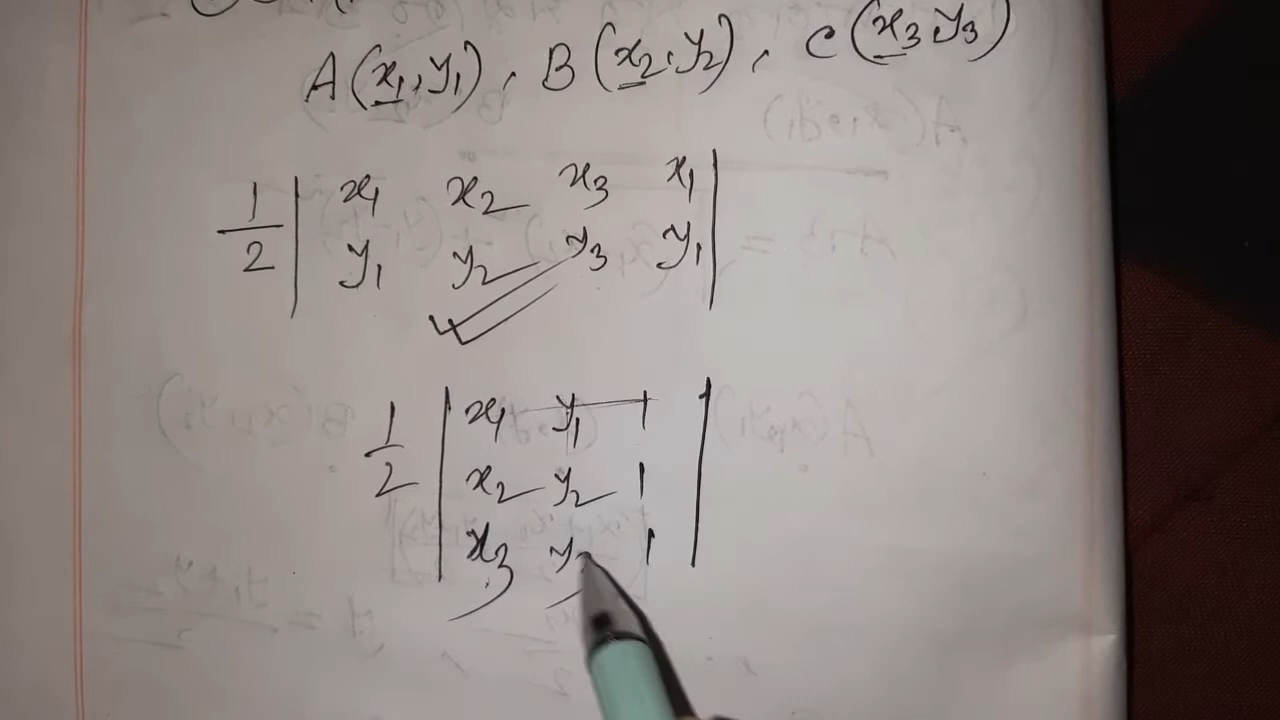 A(x₁, y₁), B(x₂, y₂), C(x₃ y₃)
1/2 | x₁ x₂ x₃ x₁ |
| y₁ y₂ y₃ y₁ |
1/2 | x₁ y₁ 1 |
| x₂ y₂ 1 |
| x₃ y₃ 1 |